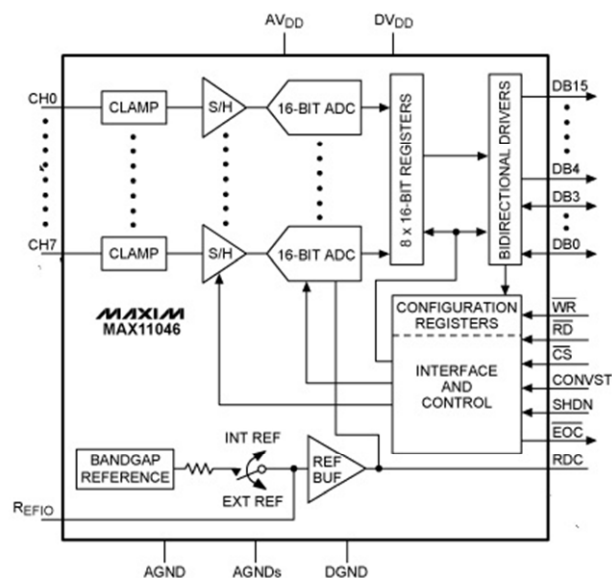 AVDD
DVDD
CH0
CLAMP
S/H
16-BIT ADC
8 x 16-BIT REGISTERS
BIDIRECTIONAL DRIVERS
DB15
DB4
DB3
DB0
CH7
CLAMP
S/H
16-BIT ADC
MAXIM
MAX11046
CONFIGURATION
REGISTERS
INTERFACE
AND
CONTROL
WR
RD
CS
CONVST
SHDN
EOC
RDC
BANDGAP
REFERENCE
INT REF
EXT REF
REF
BUF
REFIO
AGND
AGNDs
DGND